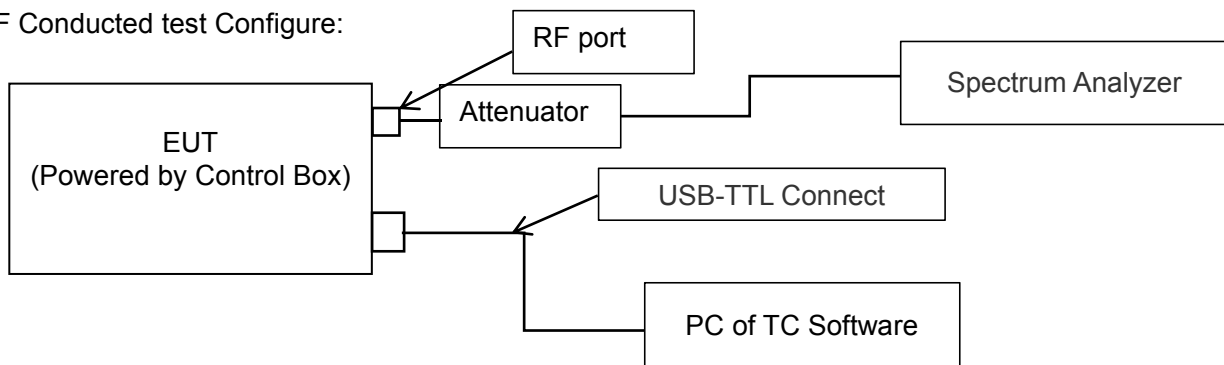 F Conducted test Configure:
RF port
Spectrum Analyzer
Attenuator
EUT
(Powered by Control Box)
USB-TTL Connect
PC of TC Software